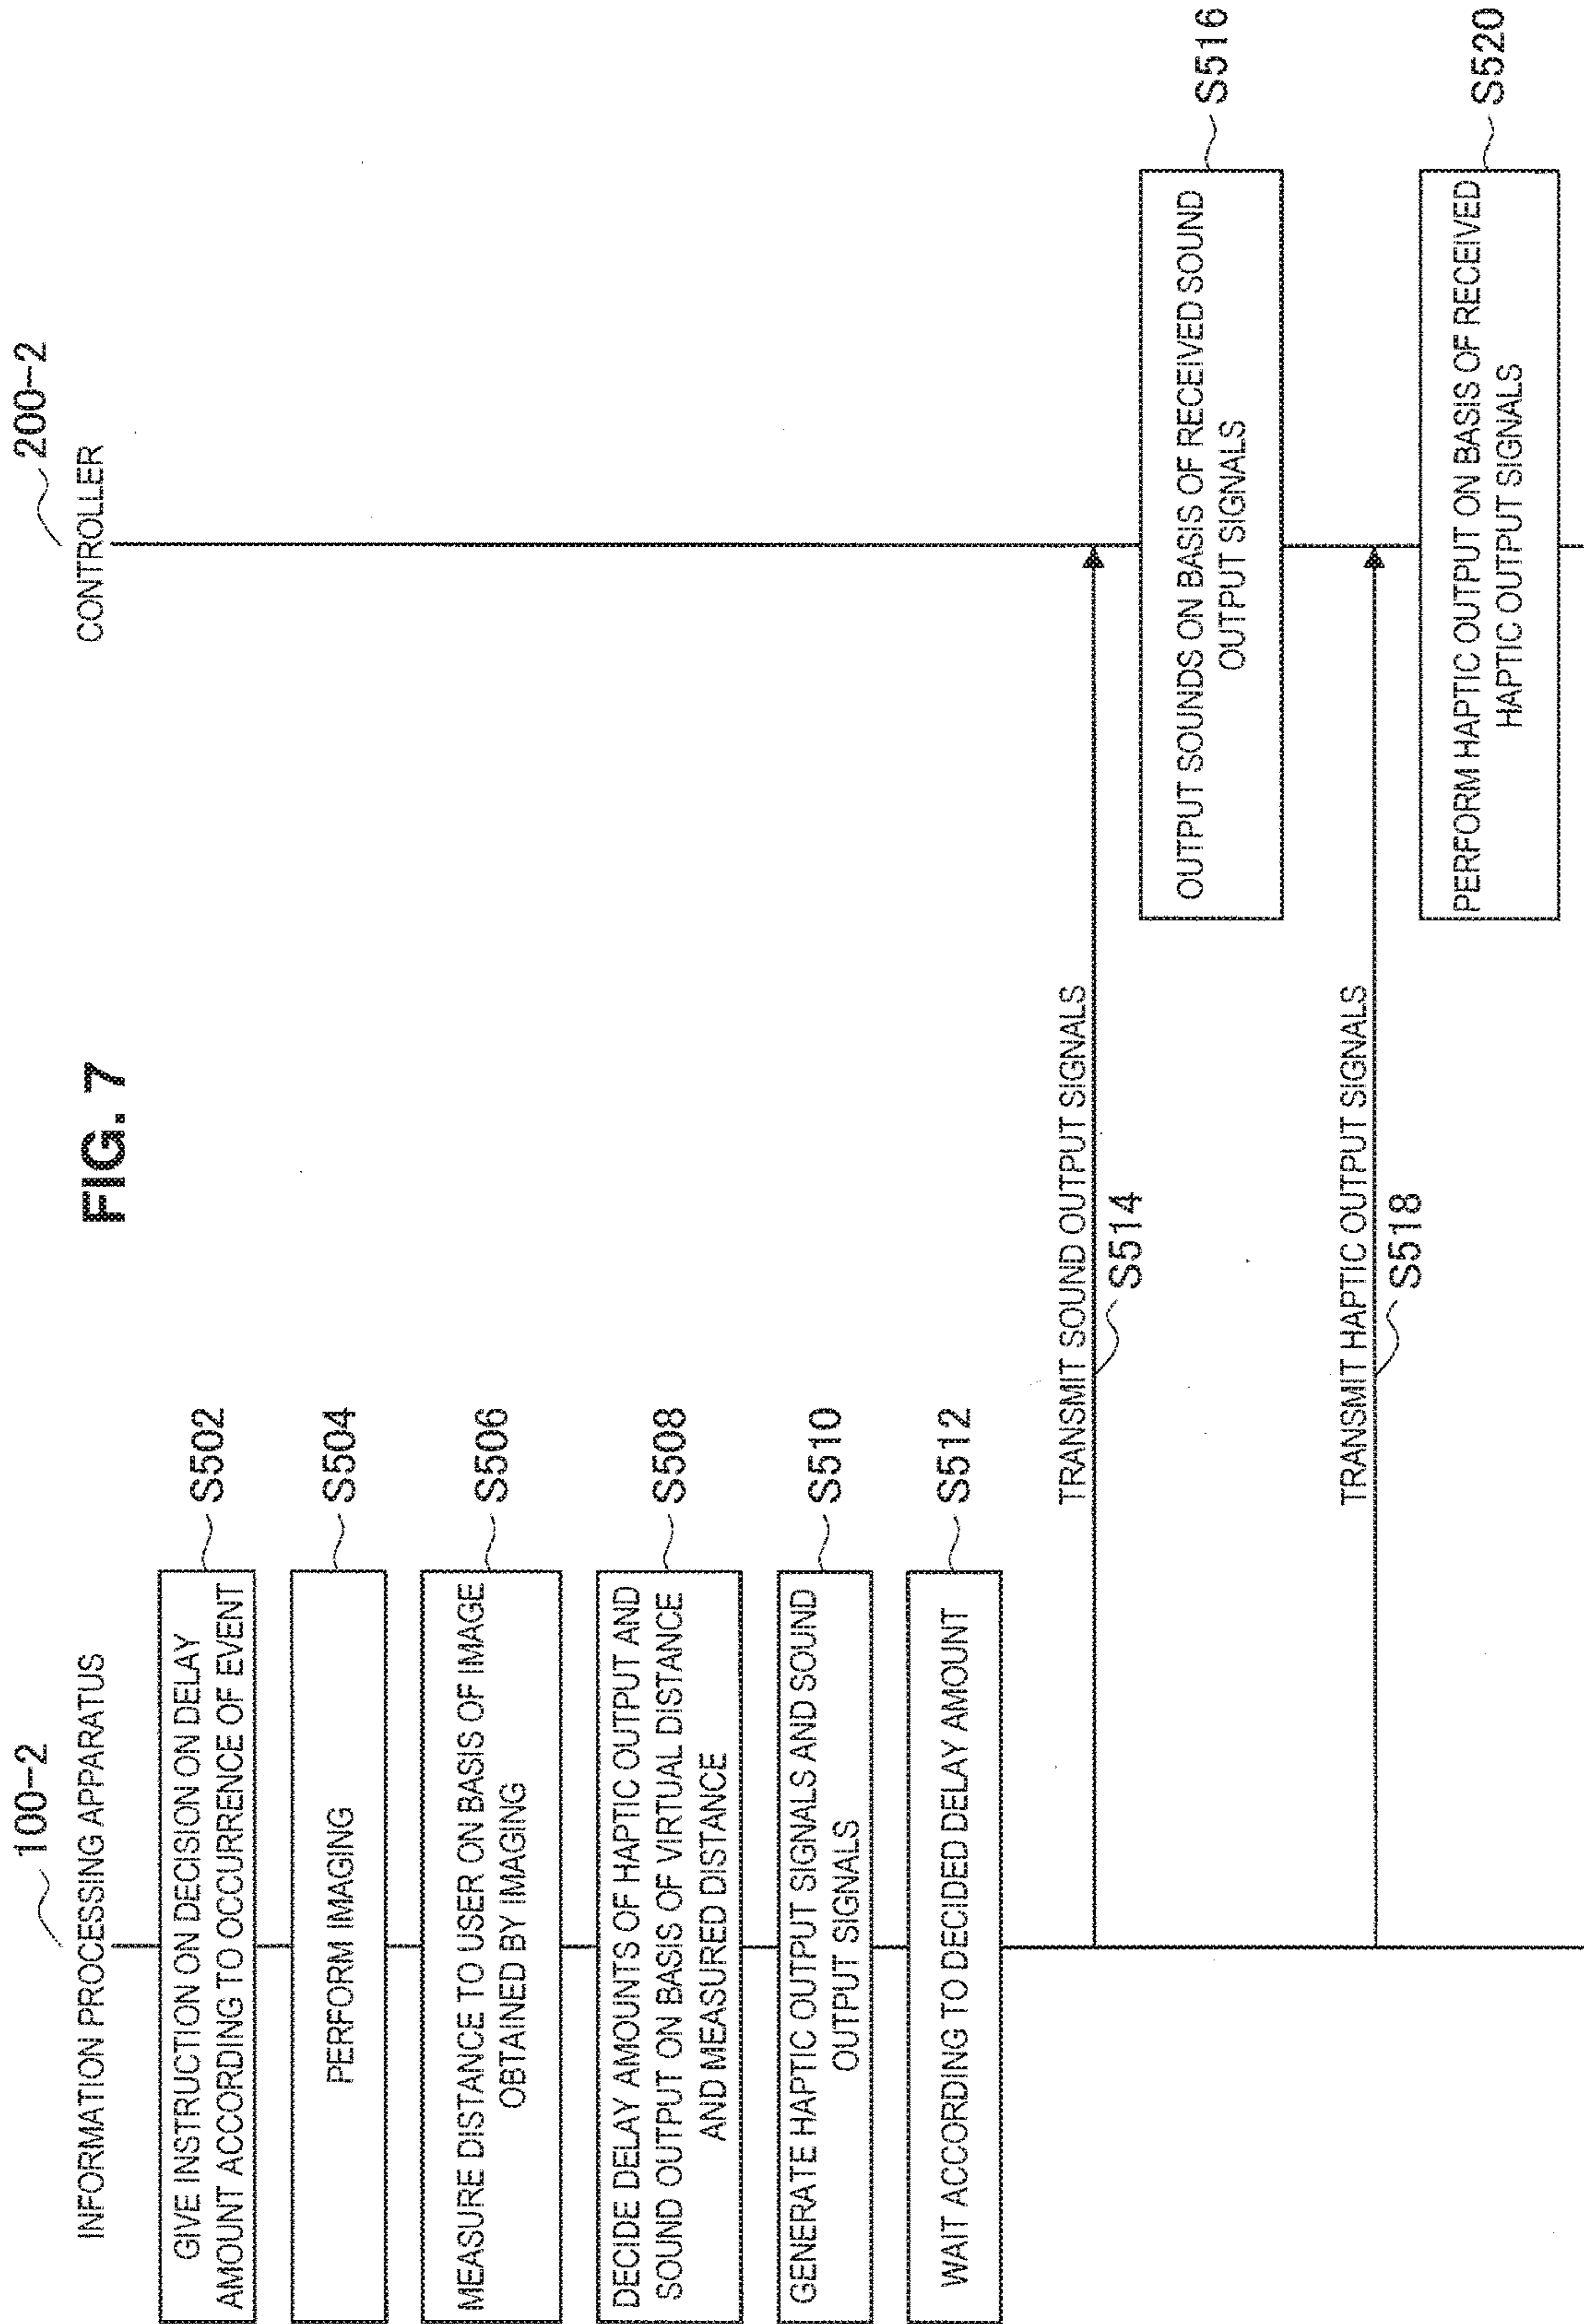 FIG. 7
100-2
INFORMATION PROCESSING APPARATUS
200-2
CONTROLLER
GIVE INSTRUCTION ON DECISION ON DELAY
AMOUNT ACCORDING TO OCCURRENCE OF EVENT
S502
PERFORM IMAGING
S504
MEASURE DISTANCE TO USER ON BASIS OF IMAGE
OBTAINED BY IMAGING
S506
DECIDE DELAY AMOUNTS OF HAPTIC OUTPUT AND
SOUND OUTPUT ON BASIS OF VIRTUAL DISTANCE
AND MEASURED DISTANCE
S508
GENERATE HAPTIC OUTPUT SIGNALS AND SOUND
OUTPUT SIGNALS
S510
WAIT ACCORDING TO DECIDED DELAY AMOUNT
S512
TRANSMIT SOUND OUTPUT SIGNALS
S514
OUTPUT SOUNDS ON BASIS OF RECEIVED SOUND
OUTPUT SIGNALS
S516
TRANSMIT HAPTIC OUTPUT SIGNALS
S518
PERFORM HAPTIC OUTPUT ON BASIS OF RECEIVED
HAPTIC OUTPUT SIGNALS
S520